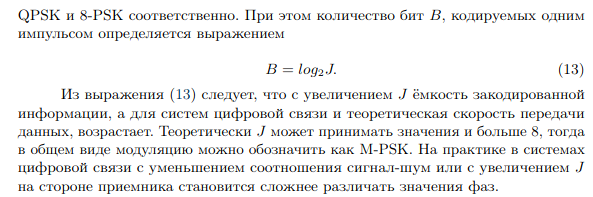 QPSK и 8-PSK соответственно. При этом количество бит B, кодируемых одним
импульсом определяется выражением
B = log₂J. (13)
Из выражения (13) следует, что с увеличением J ёмкость закодированной
информации, а для систем цифровой связи и теоретическая скорость передачи
данных, возрастает. Теоретически J может принимать значения и больше 8, тогда
в общем виде модуляцию можно обозначить как M-PSK. На практике в системах
цифровой связи с уменьшением соотношения сигнал-шум или с увеличением J
на стороне приемника становится сложнее различать значения фаз.